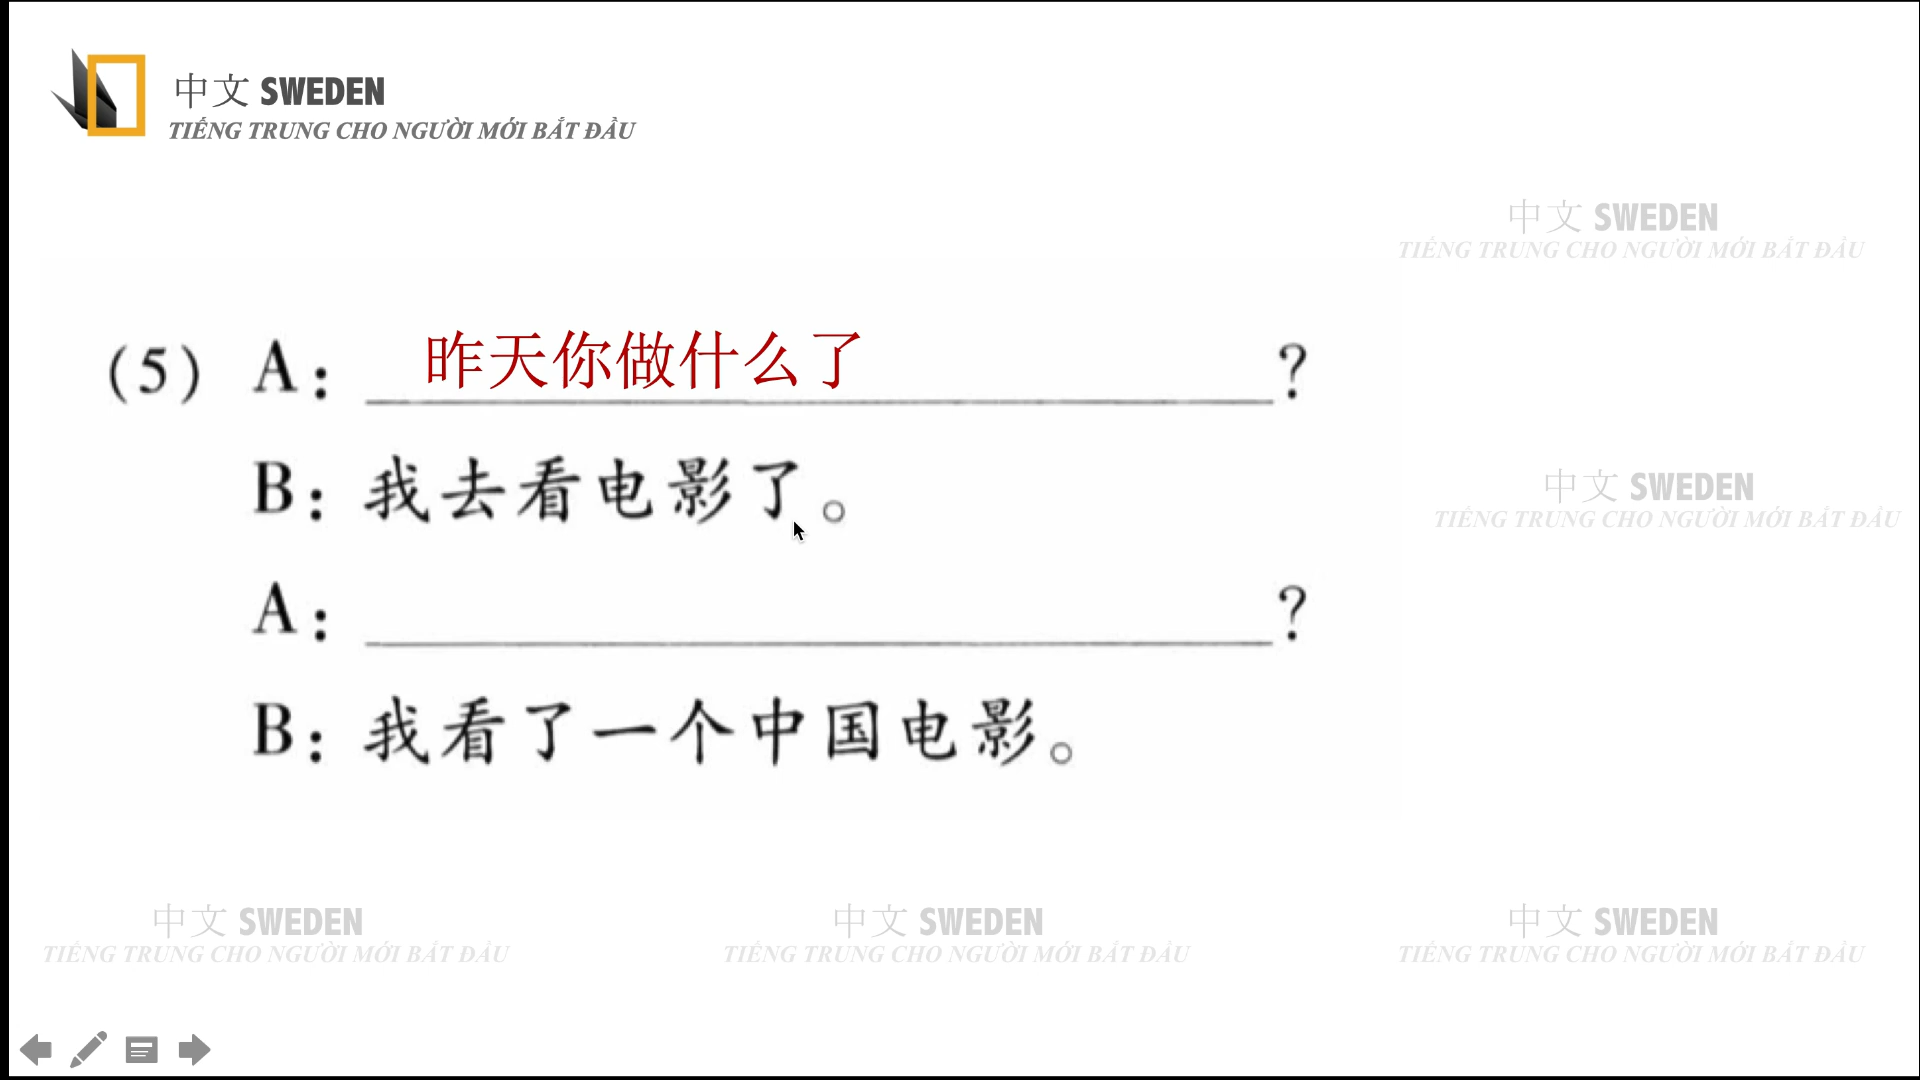 中文 SWEDEN
TIẾNG TRUNG CHO NGƯỜI MỚI BẮT ĐẦU
中文 SWEDEN
TIẾNG TRUNG CHO NGƯỜI MỚI BẮT ĐẦU
(5) A: 昨天你做什么了?
B: 我去看电影了。
中文 SWEDEN
TIẾNG TRUNG CHO NGƯỜI MỚI BẮT ĐẦU
A: ?
B: 我看了一个中国电影。
中文 SWEDEN
TIẾNG TRUNG CHO NGƯỜI MỚI BẮT ĐẦU
中文 SWEDEN
TIẾNG TRUNG CHO NGƯỜI MỚI BẮT ĐẦU
中文 SWEDEN
TIẾNG TRUNG CHO NGƯỜI MỚI BẮT ĐẦU